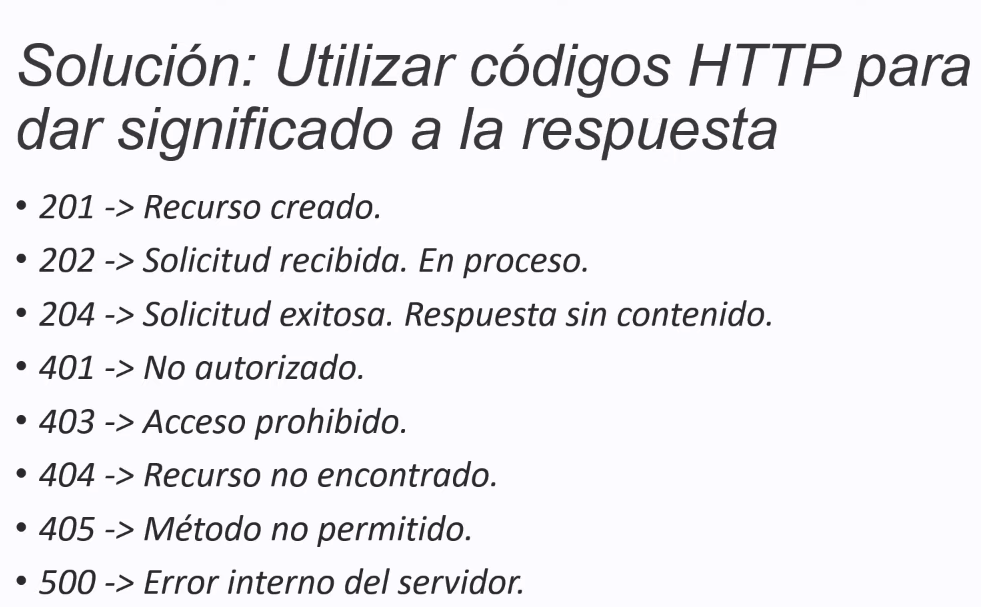 Solución: Utilizar códigos HTTP para
dar significado a la respuesta
• 201 -> Recurso creado.
• 202 -> Solicitud recibida. En proceso.
• 204 -> Solicitud exitosa. Respuesta sin contenido.
• 401 -> No autorizado.
• 403 -> Acceso prohibido.
• 404 -> Recurso no encontrado.
• 405 -> Método no permitido.
• 500 -> Error interno del servidor.